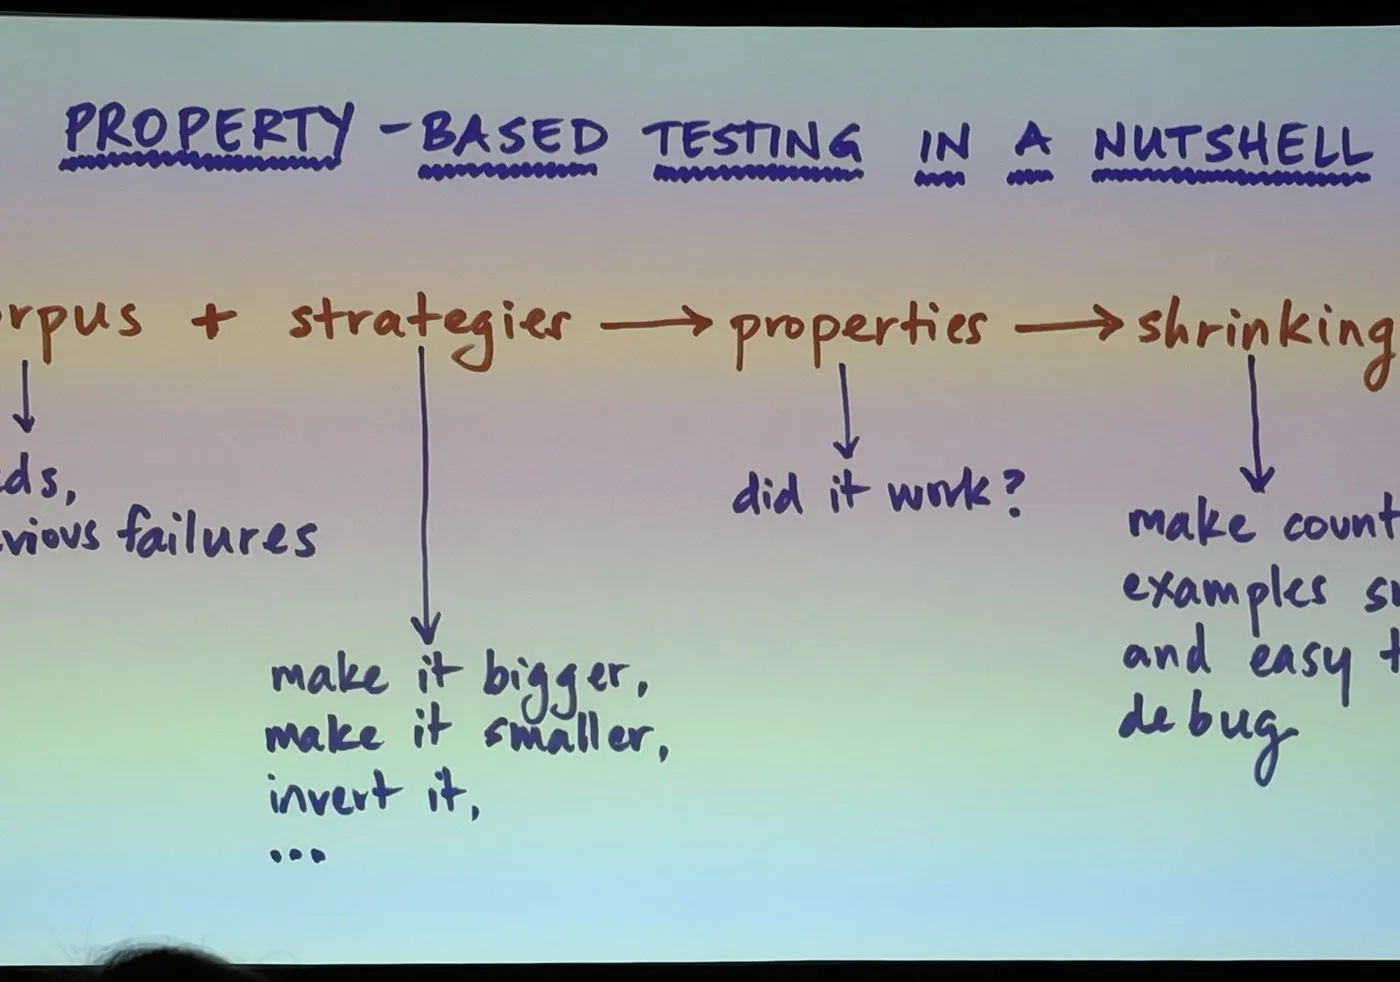 PROPERTY-BASED TESTING IN A NUTSHELL
rpus + strategies → properties → shrinking
ds,
vious failures
make it bigger,
make it smaller,
invert it,
...
did it work?
make count
examples
and easy
debug